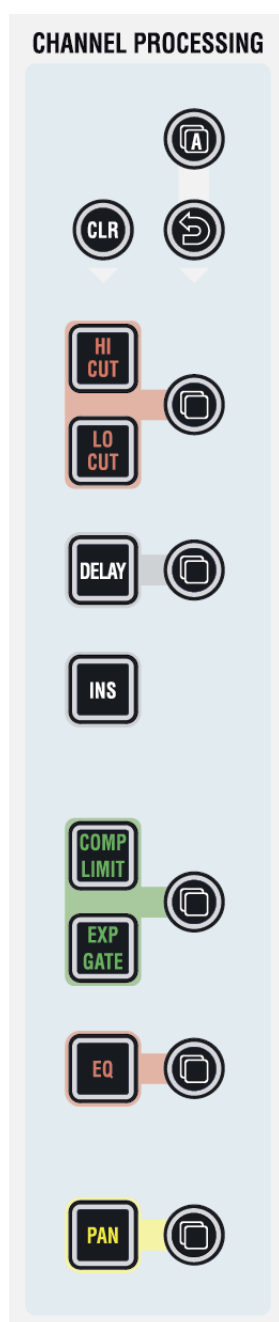 CHANNEL PROCESSING
A
CLR
HI
CUT
LO
CUT
DELAY
INS
COMP
LIMIT
EXP
GATE
EQ
PAN